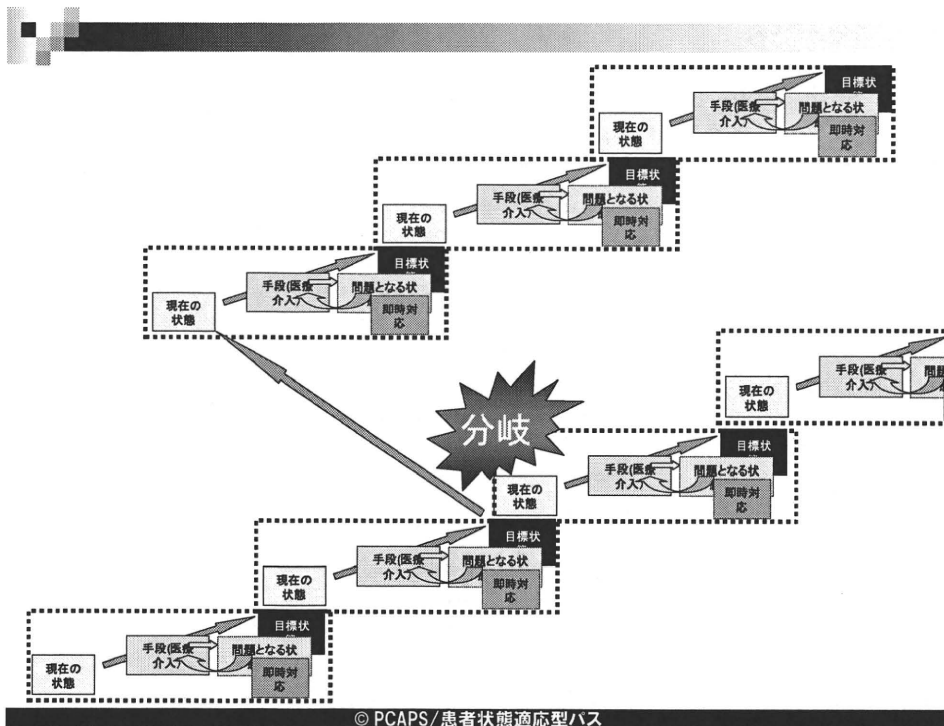 目標状
手段(医療
介入)
問題となる状
即時対
応
現在の
状態
目標状
手段(医療
介入)
問題となる状
即時対
応
現在の
状態
目標状
手段(医療
介入)
問題となる状
即時対
応
現在の
状態
手段(医療
介入)
問題
現在の
状態
分岐
目標状
手段(医療
介入)
問題となる状
即時対
応
現在の
状態
目標状
手段(医療
介入)
問題となる状
即時対
応
現在の
状態
目標状
手段(医療
介入)
問題となる状
即時対
応
現在の
状態
© PCAPS/患者状態適応型パス